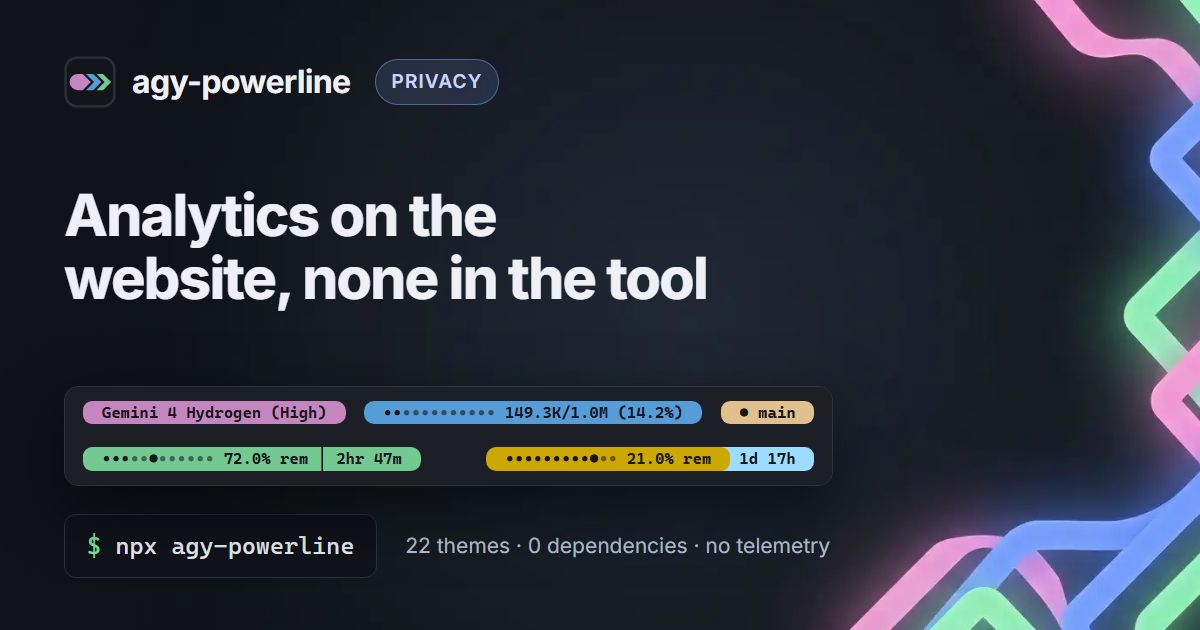 agy-powerline
PRIVACY
Analytics on the
website, none in the tool
Gemini 4 Hydrogen (High)
149.3K/1.0M (14.2%)
main
72.0% rem
2hr 47m
21.0% rem
1d 17h
$ npx agy-powerline
22 themes · 0 dependencies · no telemetry